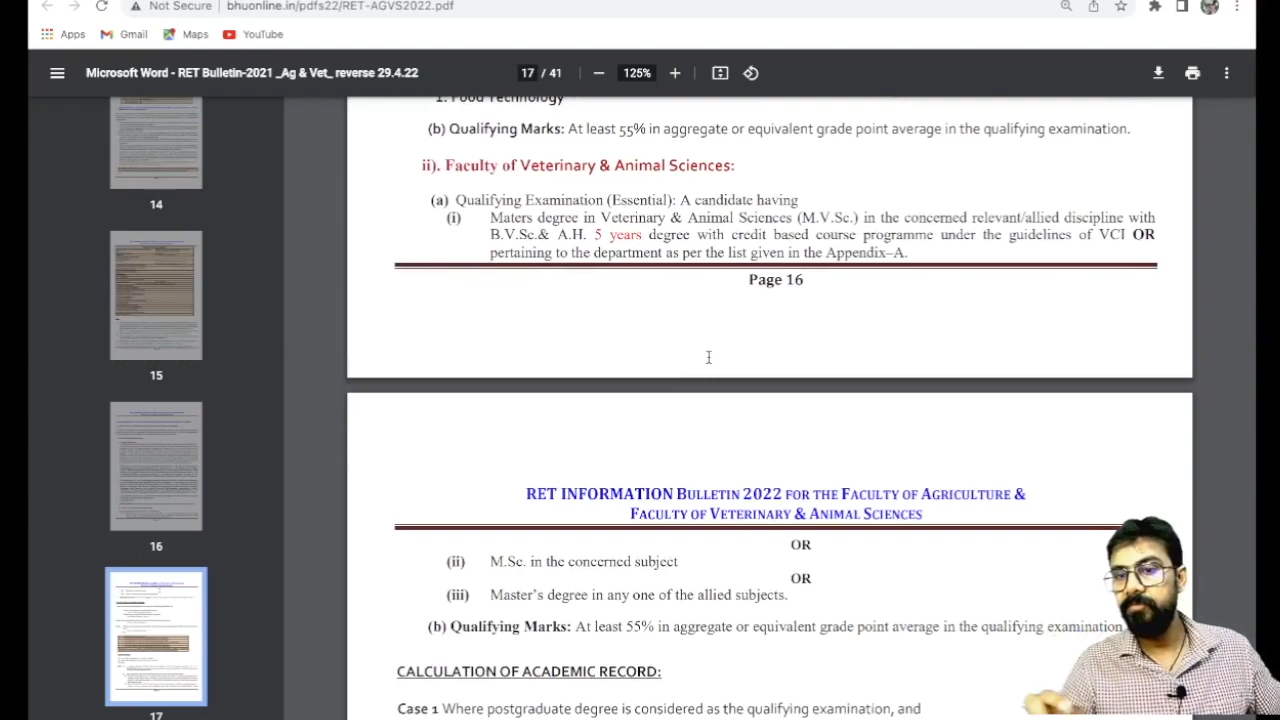 Not Secure | bhuonline.in/pdfs22/RET-AGVS2022.pdf
Apps Gmail Maps YouTube
Microsoft Word - RET Bulletin-2021 _Ag & Vet_ reverse 29.4.22
17 / 41 — 125% +
14
15
16
17
1. Food Technology
(b) Qualifying Marks: At least 55% in aggregate or equivalent grade point average in the qualifying examination.
ii). Faculty of Veterinary & Animal Sciences:
(a) Qualifying Examination (Essential): A candidate having
(i) Maters degree in Veterinary & Animal Sciences (M.V.Sc.) in the concerned relevant/allied discipline with
B.V.Sc.& A.H. 5 years degree with credit based course programme under the guidelines of VCI OR
pertaining to the department as per the list given in the Appendix–A.
Page 16
RET INFORMATION BULLETIN 2022 FOR THE FACULTY OF AGRICULTURE &
FACULTY OF VETERINARY & ANIMAL SCIENCES
OR
(ii) M.Sc. in the concerned subject
OR
(iii) Master's degree in any one of the allied subjects.
(b) Qualifying Marks: At least 55% in aggregate or equivalent grade point average in the qualifying examination
CALCULATION OF ACADEMIC RECORD:
Case 1 Where postgraduate degree is considered as the qualifying examination, and